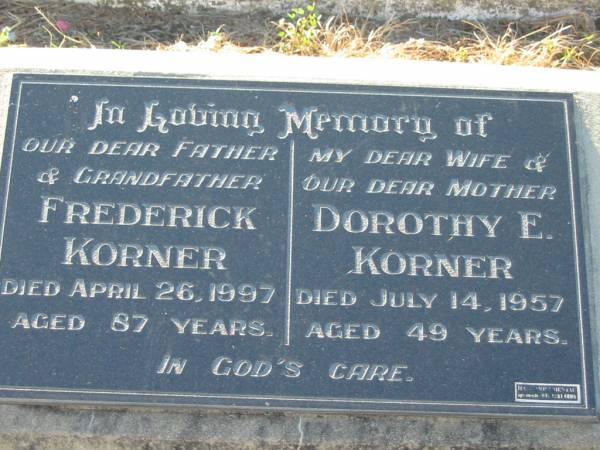 In Loving Memory of
OUR DEAR FATHER
& GRANDFATHER
FREDERICK
KORNER
DIED APRIL 26, 1997
AGED 87 YEARS.
MY DEAR WIFE &
OUR DEAR MOTHER
DOROTHY E.
KORNER
DIED JULY 14, 1957
AGED 49 YEARS.
IN GOD'S CARE.